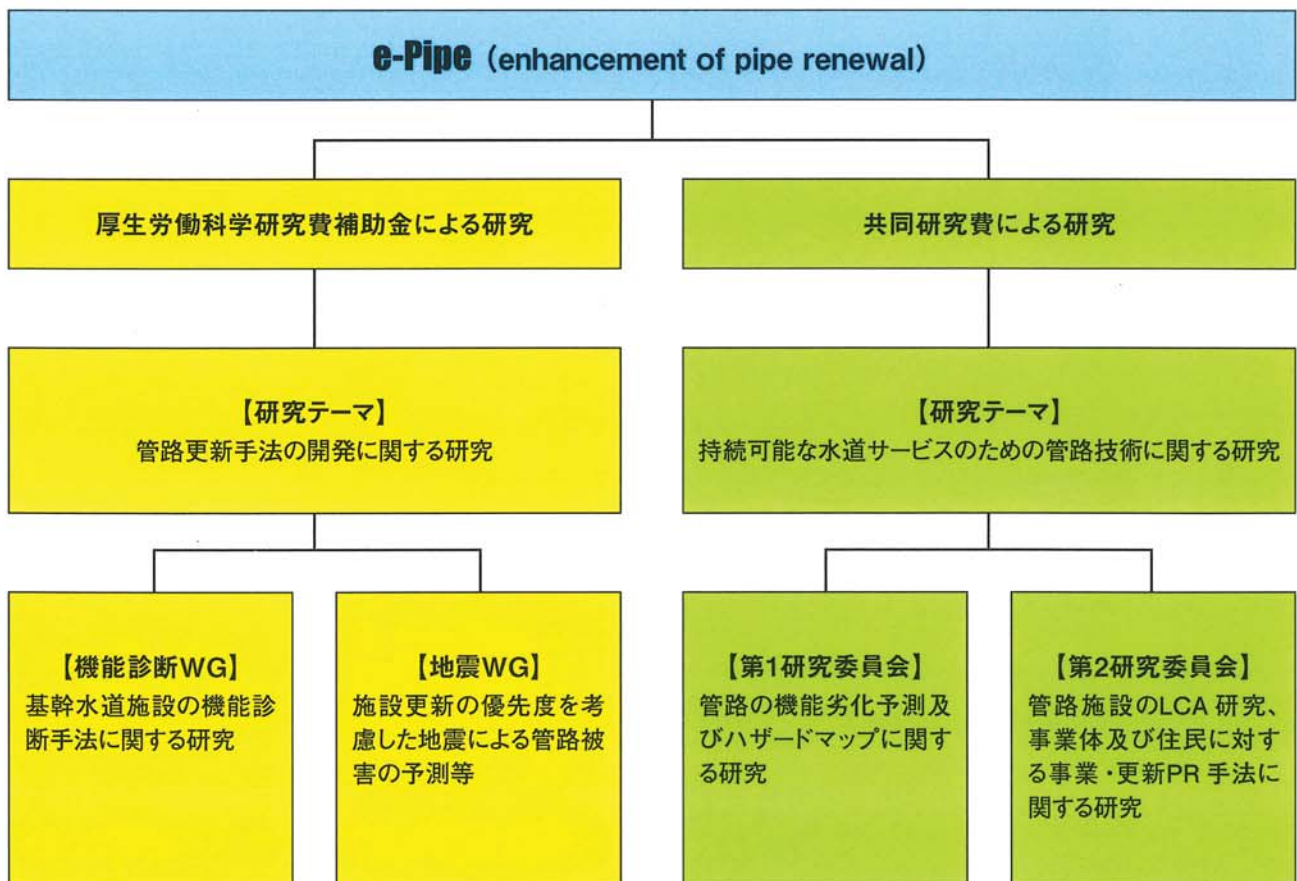 e-Pipe (enhancement of pipe renewal)
厚生労働科学研究費補助金による研究
共同研究費による研究
【研究テーマ】
管路更新手法の開発に関する研究
【研究テーマ】
持続可能な水道サービスのための管路技術に関する研究
【機能診断WG】
基幹水道施設の機能診
断手法に関する研究
【地震WG】
施設更新の優先度を考
慮した地震による管路被
害の予測等
【第1研究委員会】
管路の機能劣化予測及
びハザードマップに関す
る研究
【第2研究委員会】
管路施設のLCA 研究、
事業体及び住民に対す
る事業・更新PR 手法に
関する研究